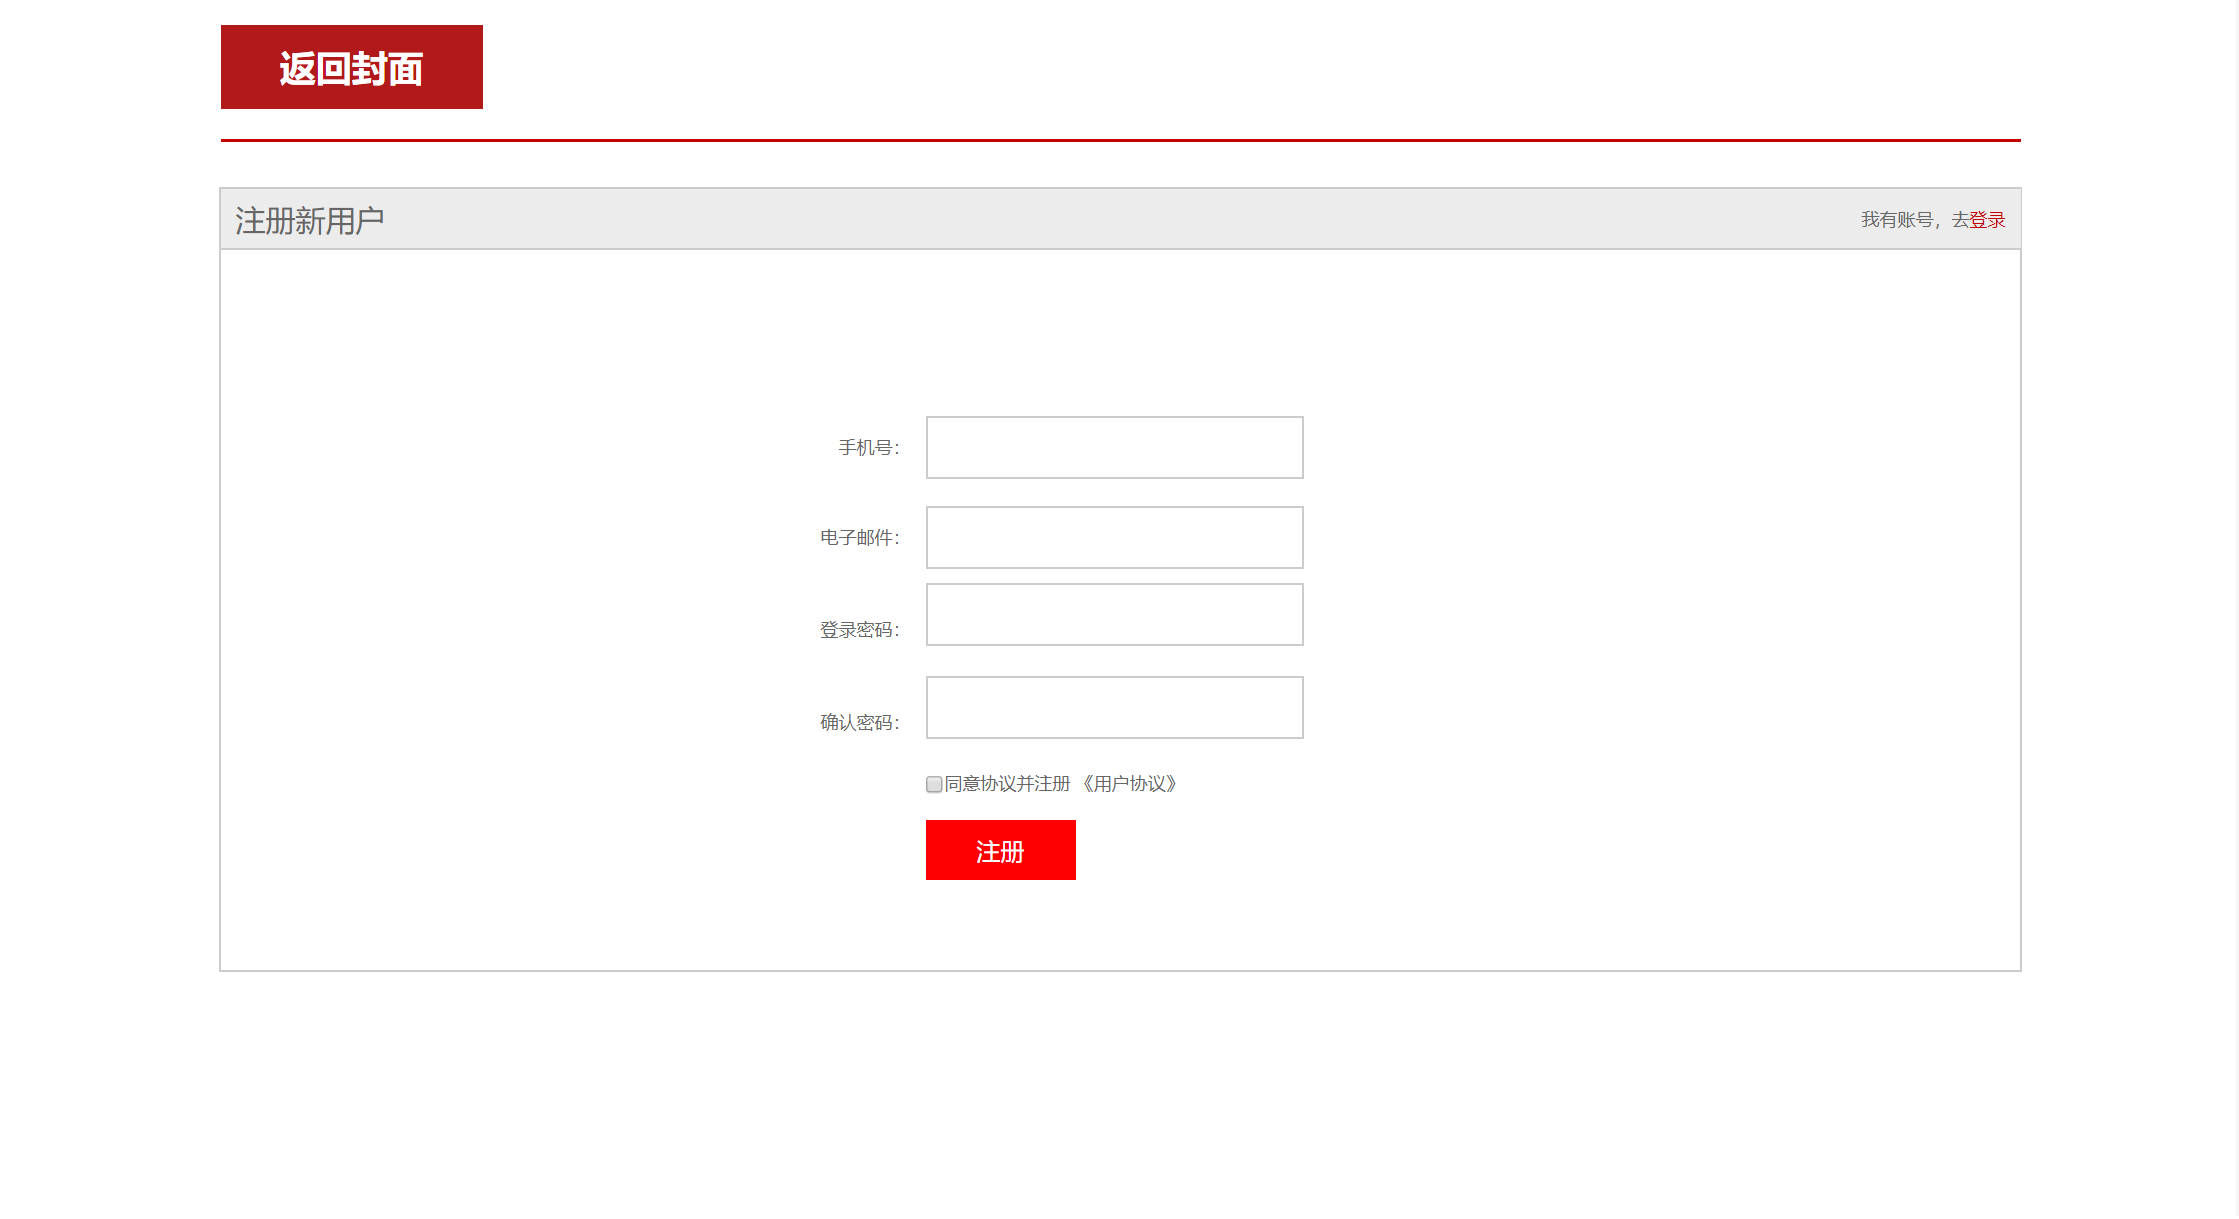 返回封面
注册新用户
我有账号，去登录
手机号：
电子邮件：
登录密码：
确认密码：
同意协议并注册 《用户协议》
注册